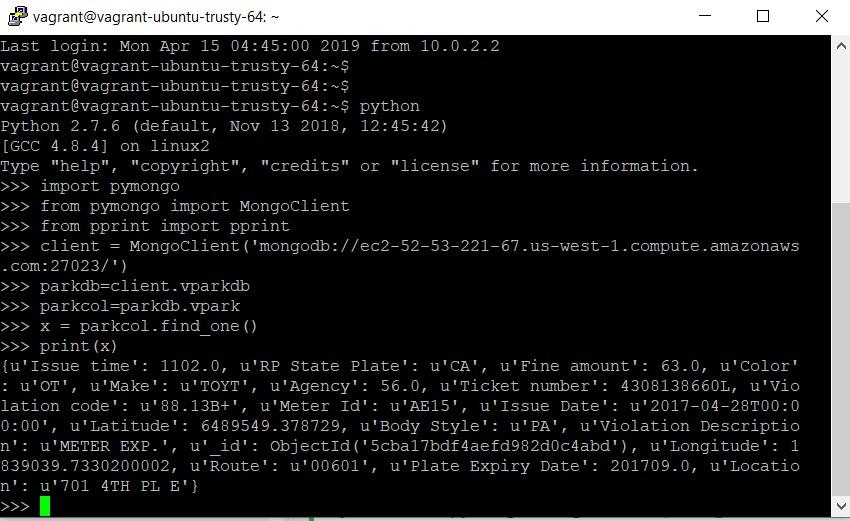 vagrant@vagrant-ubuntu-trusty-64: ~
Last login: Mon Apr 15 04:45:00 2019 from 10.0.2.2
vagrant@vagrant-ubuntu-trusty-64:~$
vagrant@vagrant-ubuntu-trusty-64:~$
vagrant@vagrant-ubuntu-trusty-64:~$ python
Python 2.7.6 (default, Nov 13 2018, 12:45:42)
[GCC 4.8.4] on linux2
Type "help", "copyright", "credits" or "license" for more information.
>>> import pymongo
>>> from pymongo import MongoClient
>>> from pprint import pprint
>>> client = MongoClient('mongodb://ec2-52-53-221-67.us-west-1.compute.amazonaws
.com:27023/')
>>> parkdb=client.vparkdb
>>> parkcol=parkdb.vpark
>>> x = parkcol.find_one()
>>> print(x)
{u'Issue time': 1102.0, u'RP State Plate': u'CA', u'Fine amount': 63.0, u'Color'
: u'OT', u'Make': u'TOYT', u'Agency': 56.0, u'Ticket number': 4308138660L, u'Vio
lation code': u'88.13B+', u'Meter Id': u'AE15', u'Issue Date': u'2017-04-28T00:0
0:00', u'Latitude': 6489549.378729, u'Body Style': u'PA', u'Violation Descriptio
n': u'METER EXP.', u'_id': ObjectId('5cba17bdf4aefd982d0c4abd'), u'Longitude': 1
839039.7330200002, u'Route': u'00601', u'Plate Expiry Date': 201709.0, u'Locatio
n': u'701 4TH PL E'}
>>>